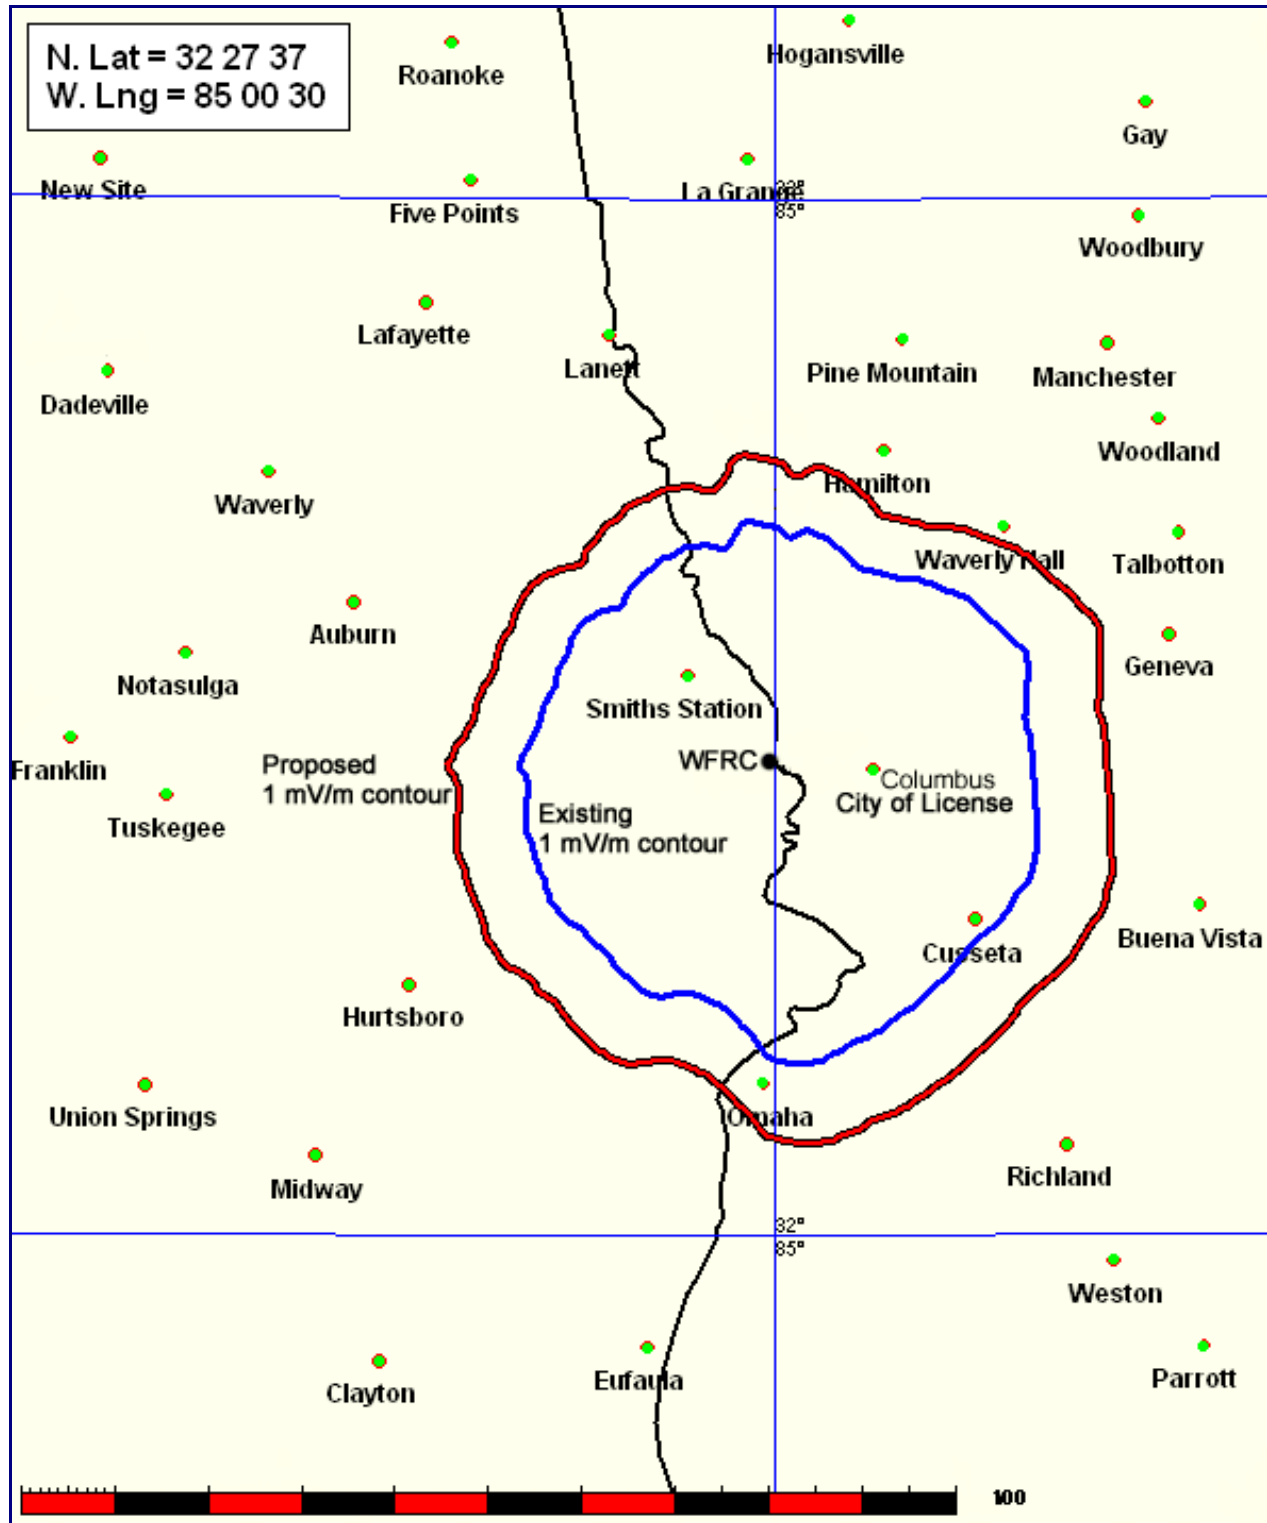 N. Lat = 32 27 37
W. Lng = 85 00 30
Roanoke
Hogansville
Gay
New Site
Five Points
La Grange
33°
85°
Woodbury
Lafayette
Lanett
Pine Mountain
Manchester
Dadeville
Woodland
Waverly
Hamilton
Waverly Hall
Talbotton
Auburn
Notasulga
Geneva
Smiths Station
WFRC
Franklin
Proposed
1 mV/m contour
Columbus
City of License
Tuskegee
Existing
1 mV/m contour
Cusseta
Buena Vista
Hurtsboro
Union Springs
Omaha
Midway
Richland
32°
85°
Weston
Clayton
Eufaula
Parrott
100